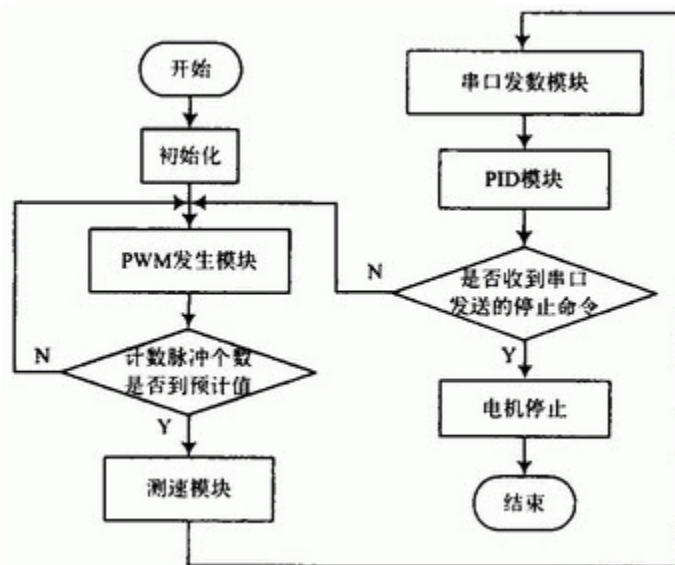 开始
初始化
PWM发生模块
计数脉冲个数
是否到预计值
N
Y
测速模块
串口发数模块
PID模块
是否收到串口
发送的停止命令
N
Y
电机停止
结束